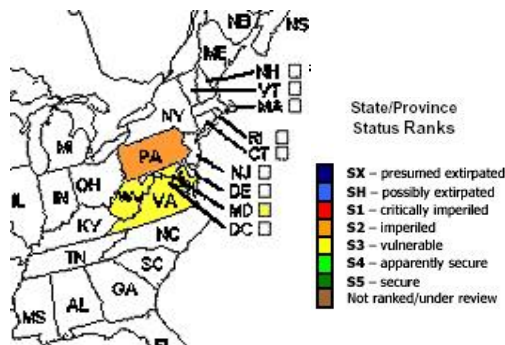 NB
NS
ME
NH
VT
MA
NY
RI
CT
MI
PA
NJ
OH
DE
IN
IL
WV
VA
MD
DC
KY
NC
TN
SC
GA
AL
MS
State/Province
Status Ranks
SX – presumed extirpated
SH – possibly extirpated
S1 – critically imperiled
S2 – imperiled
S3 – vulnerable
S4 – apparently secure
S5 – secure
Not ranked/under review